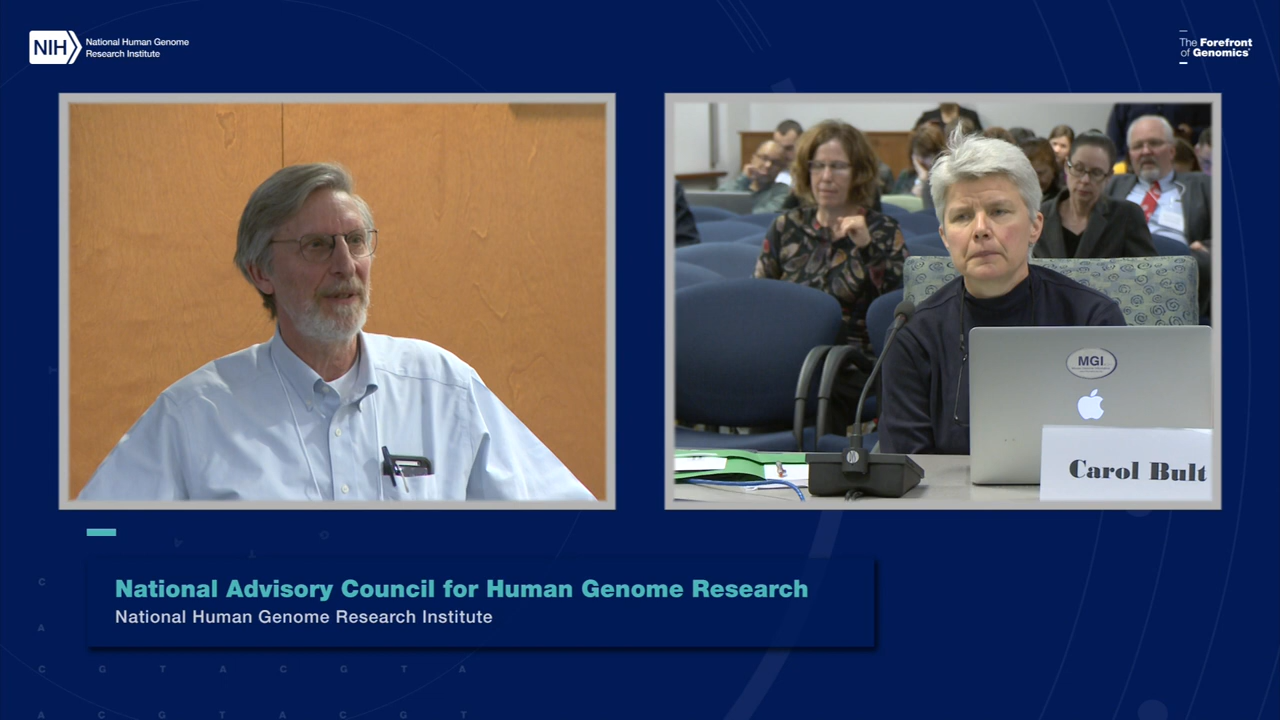 NIH
National Human Genome
Research Institute
The Forefront
of Genomics
MGI
Carol Bult
National Advisory Council for Human Genome Research
National Human Genome Research Institute
C
A
C G T A C G T A
A C G T A C G T